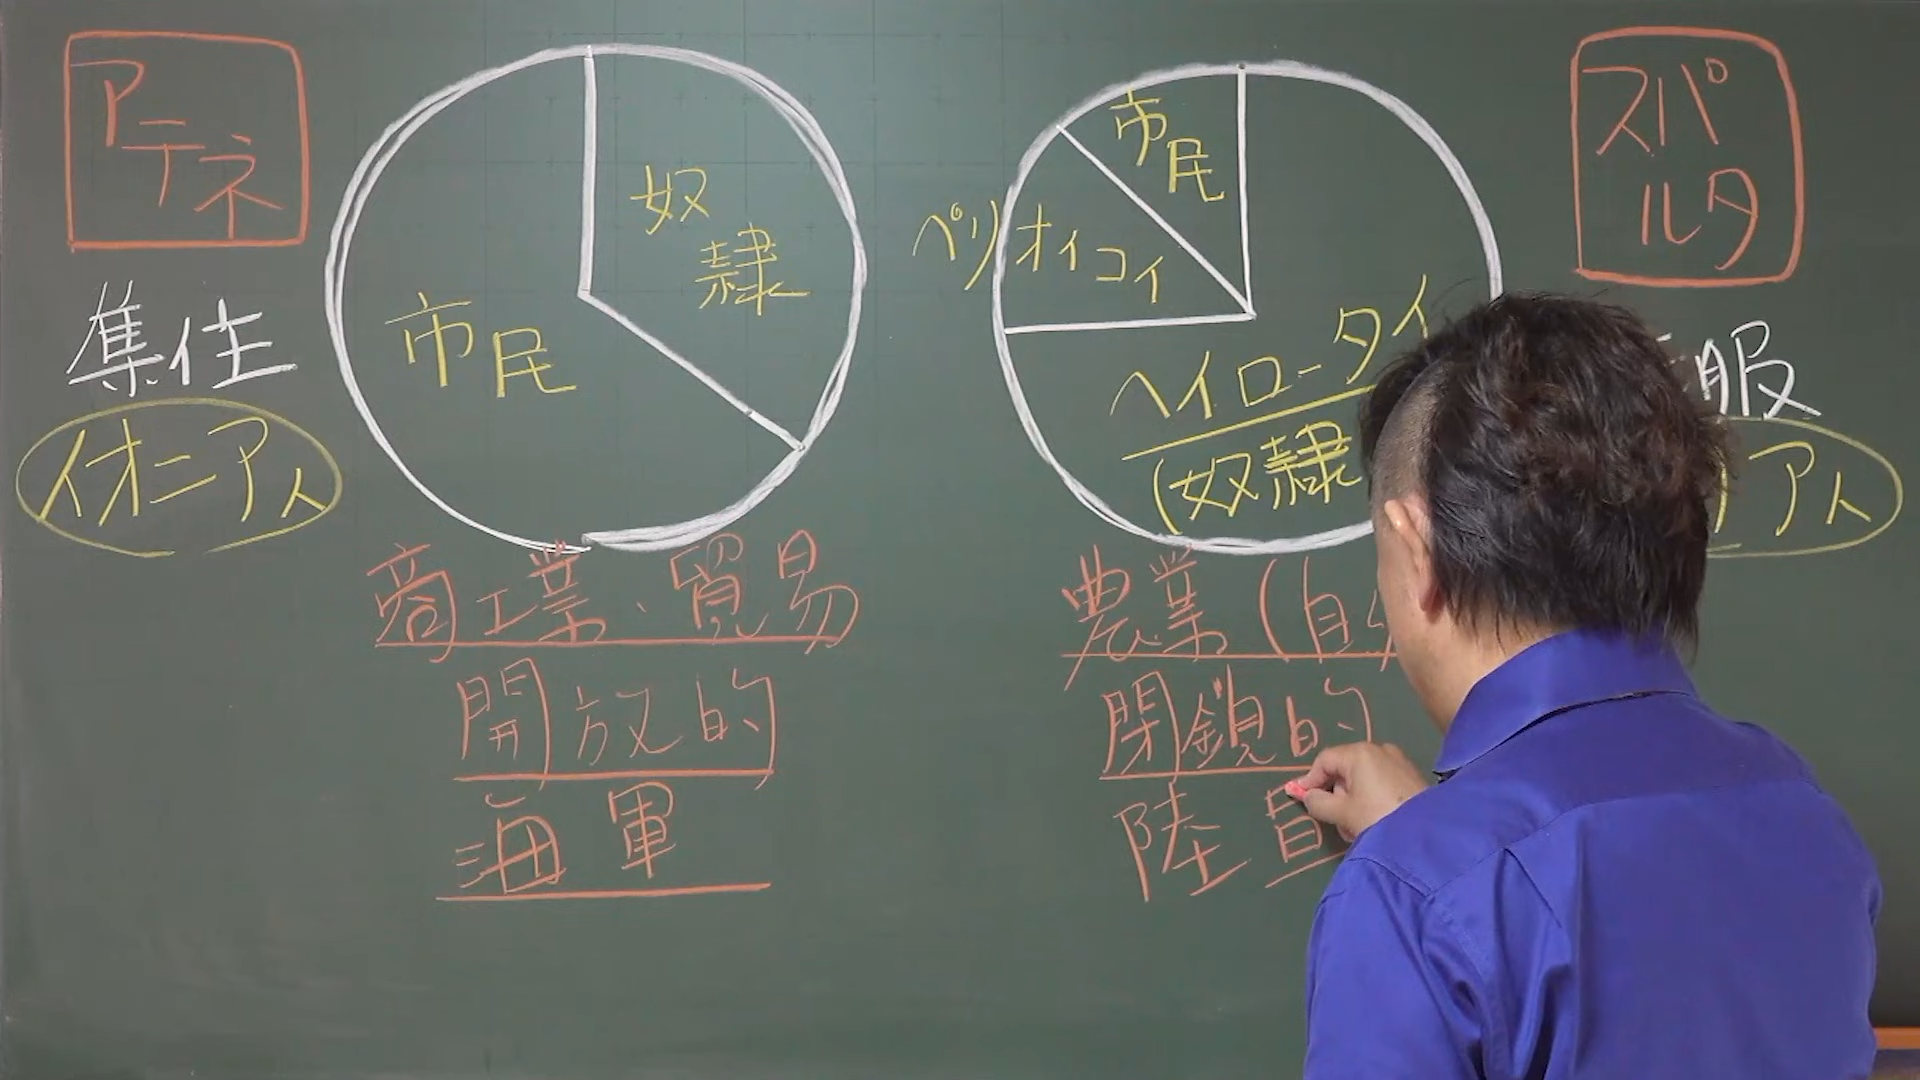 アテネ
集住
イオニア人
奴隷
市民
商工業、貿易
開放的
海軍
スパルタ
服
ア人
市民
ペリオイコイ
ヘイロータイ
(奴隷
農業(自
閉鎖的
陸